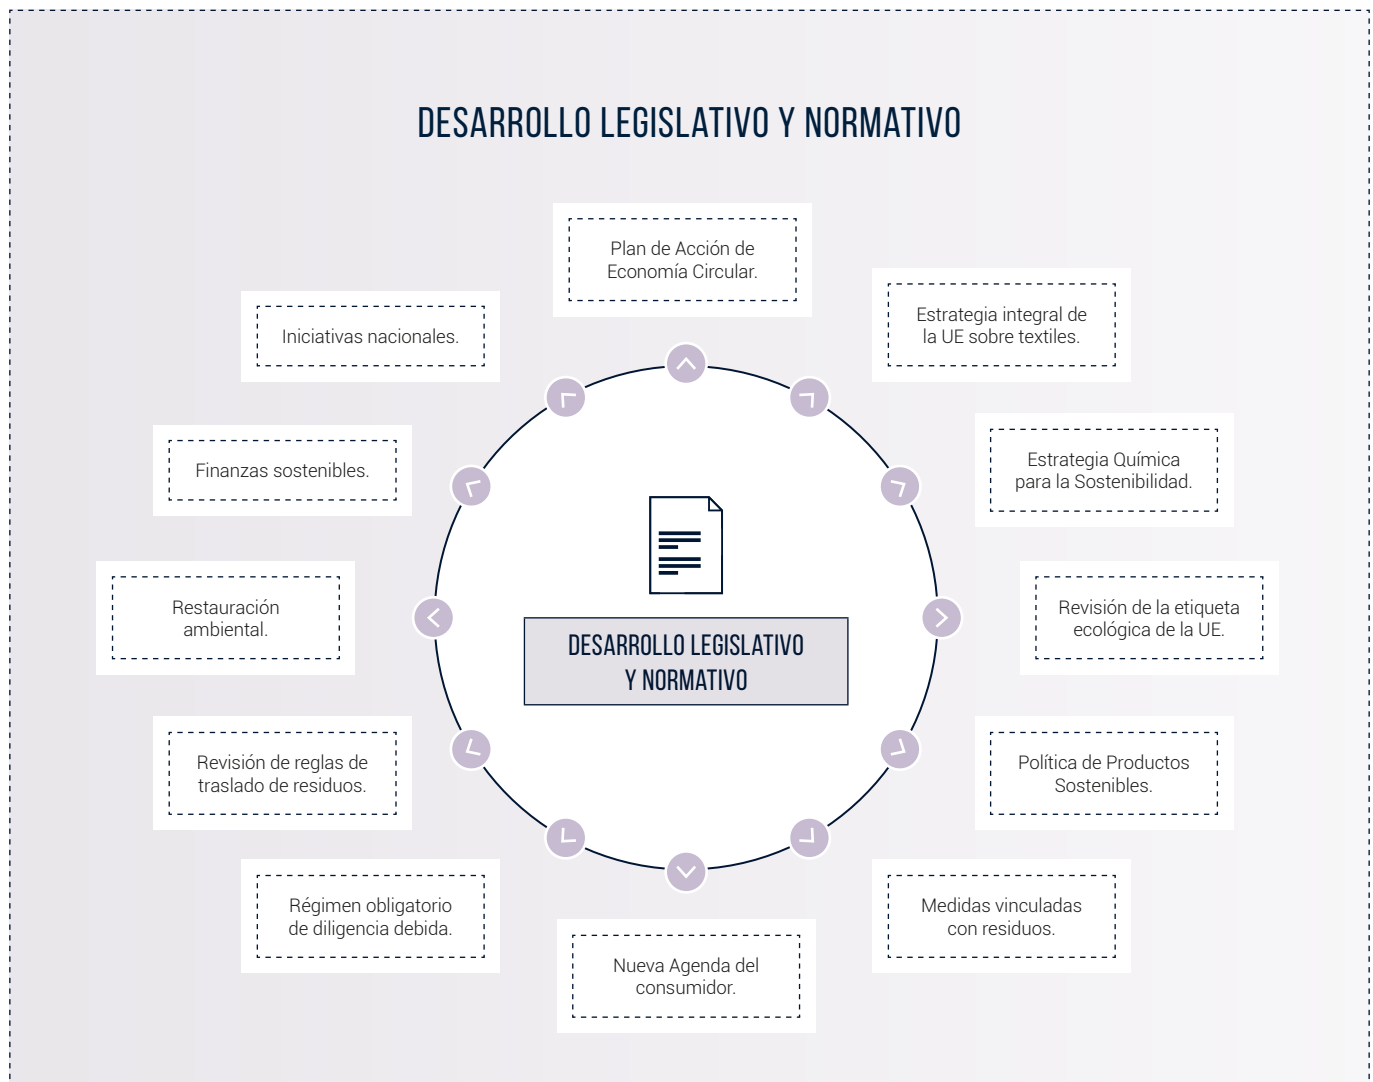 DESARROLLO LEGISLATIVO Y NORMATIVO
Plan de Acción de
Economía Circular.
Estrategia integral de
la UE sobre textiles.
Estrategia Química
para la Sostenibilidad.
Revisión de la etiqueta
ecológica de la UE.
Política de Productos
Sostenibles.
Medidas vinculadas
con residuos.
Nueva Agenda del
consumidor.
Régimen obligatorio
de diligencia debida.
Revisión de reglas de
traslado de residuos.
Restauración
ambiental.
Finanzas sostenibles.
Iniciativas nacionales.
DESARROLLO LEGISLATIVO
Y NORMATIVO